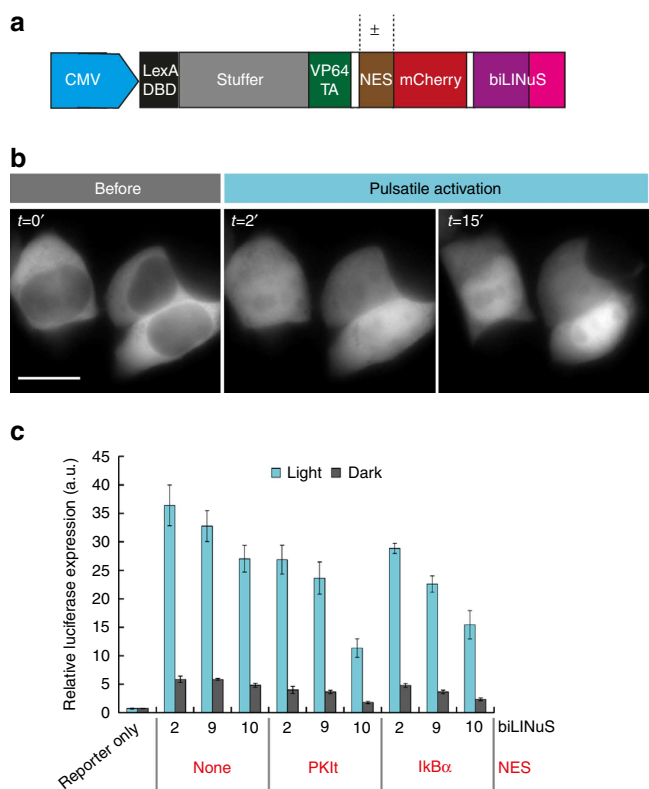 a
±
CMV
LexA
DBD
Stuffer
VP64
TA
NES
mCherry
biLINuS
b
Before
Pulsatile activation
t=0′
t=2′
t=15′
c
45
40
35
30
25
20
15
10
5
0
Relative luciferase expression (a.u.)
Light
Dark
Reporter only
2 9 10 2 9 10 2 9 10 biLINuS
None PKIt IkBα NES